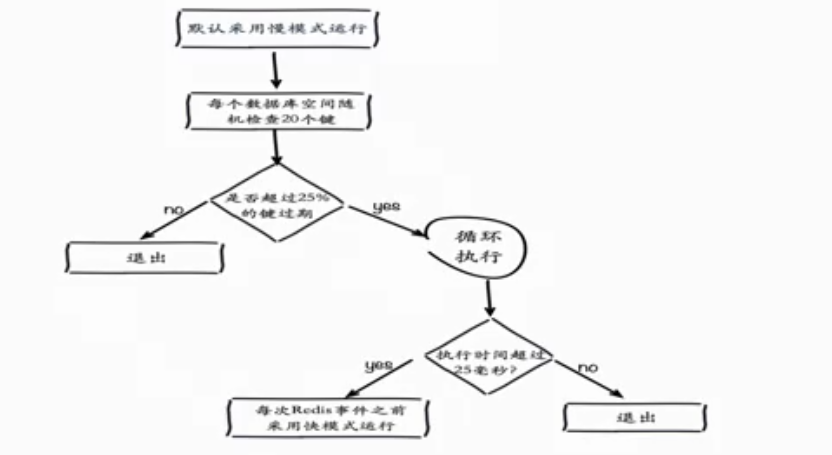 默认采用慢模式运行
每个数据库空间随
机检查20个键
是否超过25%
的键过期
no
yes
退出
循环
执行
执行时间超过
25毫秒?
yes
no
每次Redis事件之前
采用快模式运行
退出